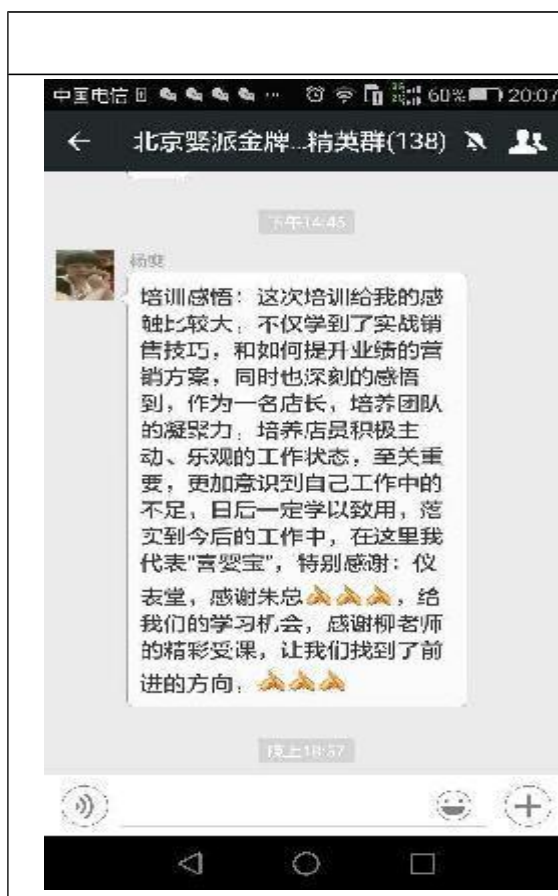 中国电信 60% 20:07
北京婴派金牌...精英群(138)
下午14:45
培训感悟：这次培训给我的感
触比较大，不仅学到了实战销
售技巧，和如何提升业绩的营
销方案，同时也深刻的感悟
到，作为一名店长，培养团队
的凝聚力，培养店员积极主
动、乐观的工作状态，至关重
要，更加意识到自己工作中的
不足，日后一定学以致用，落
实到今后的工作中，在这里我
代表"喜婴宝"，特别感谢：仪
表堂，感谢朱总🙏🙏🙏，给
我们的学习机会，感谢柳老师
的精彩受课，让我们找到了前
进的方向，🙏🙏🙏
晚上18:37